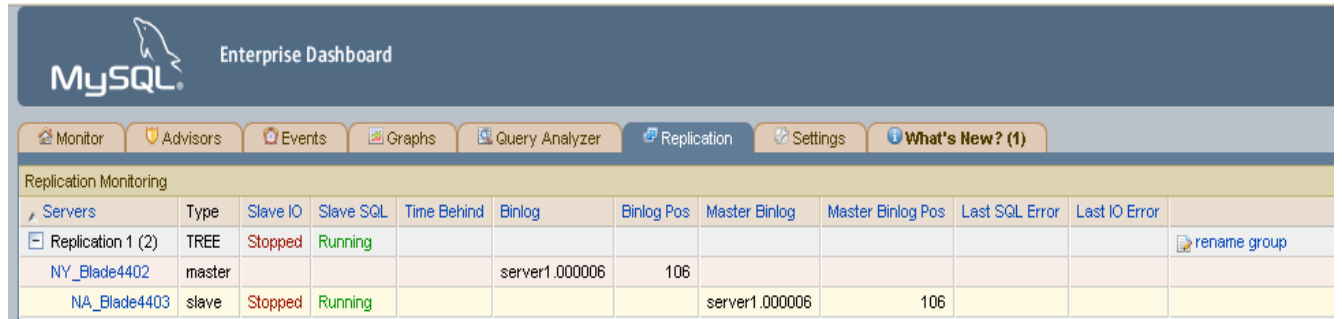 MySQL® Enterprise Dashboard
Monitor Advisors Events Graphs Query Analyzer Replication Settings What's New? (1)
Replication Monitoring
Servers Type Slave IO Slave SQL Time Behind Binlog Binlog Pos Master Binlog Master Binlog Pos Last SQL Error Last IO Error
Replication 1 (2) TREE Stopped Running rename group
NY_Blade4402 master server1.000006 106
NA_Blade4403 slave Stopped Running server1.000006 106